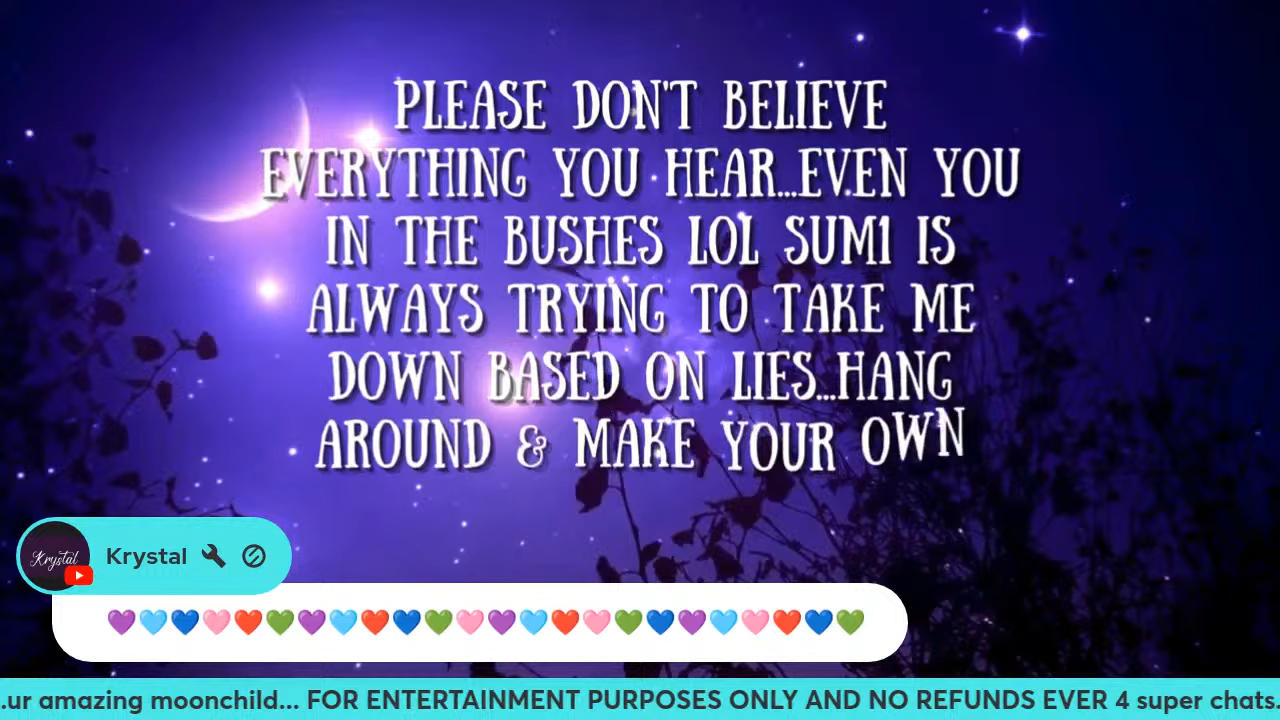 PLEASE DON'T BELIEVE
EVERYTHING YOU HEAR...EVEN YOU
IN THE BUSHES LOL SUM1 IS
ALWAYS TRYING TO TAKE ME
DOWN BASED ON LIES...HANG
AROUND & MAKE YOUR OWN
Krystal
Krystal
💜🩵💙🩷❤️💚💜🩵❤️💙💚🩷💜🩵❤️🩷💚💙💜🩵🩷❤️💙💚
.ur amazing moonchild... FOR ENTERTAINMENT PURPOSES ONLY AND NO REFUNDS EVER 4 super chats.